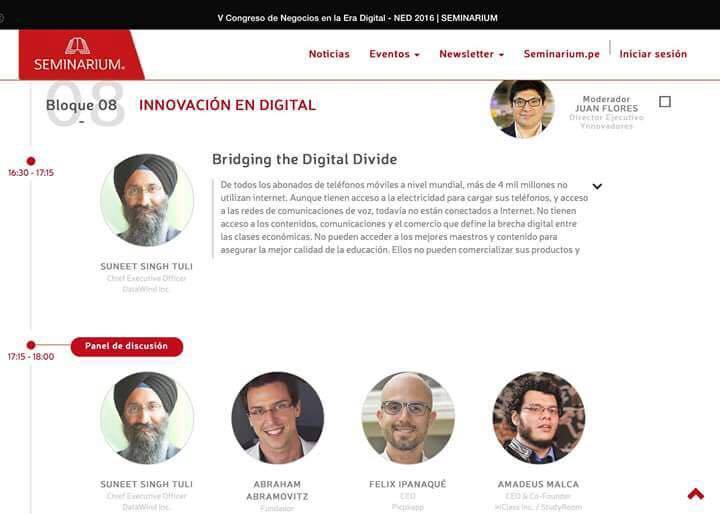 V Congreso de Negocios en la Era Digital - NED 2016 | SEMINARIUM
SEMINARIUM
Noticias Eventos Newsletter Seminarium.pe Iniciar sesión
08
Bloque 08 INNOVACIÓN EN DIGITAL
-
Moderador
JUAN FLORES
Director Ejecutivo
Ynnovadores
16:30 - 17:15
Bridging the Digital Divide
De todos los abonados de teléfonos móviles a nivel mundial, más de 4 mil millones no
utilizan internet. Aunque tienen acceso a la electricidad para cargar sus teléfonos, y acceso
a las redes de comunicaciones de voz, todavía no están conectados a Internet. No tienen
acceso a los contenidos, comunicaciones y el comercio que define la brecha digital entre
las clases económicas. No pueden acceder a los mejores maestros y contenido para
asegurar la mejor calidad de la educación. Ellos no pueden comercializar sus productos y
SUNEET SINGH TULI
Chief Executive Officer
DataWind Inc.
17:15 - 18:00
Panel de discusión
SUNEET SINGH TULI
Chief Executive Officer
DataWind Inc.
ABRAHAM
ABRAMOVITZ
Fundador
FELIX IPANAQUÉ
CEO
Picpxapp
AMADEUS MALCA
CEO & Co-Founder
inClass Inc. / StudyRoom